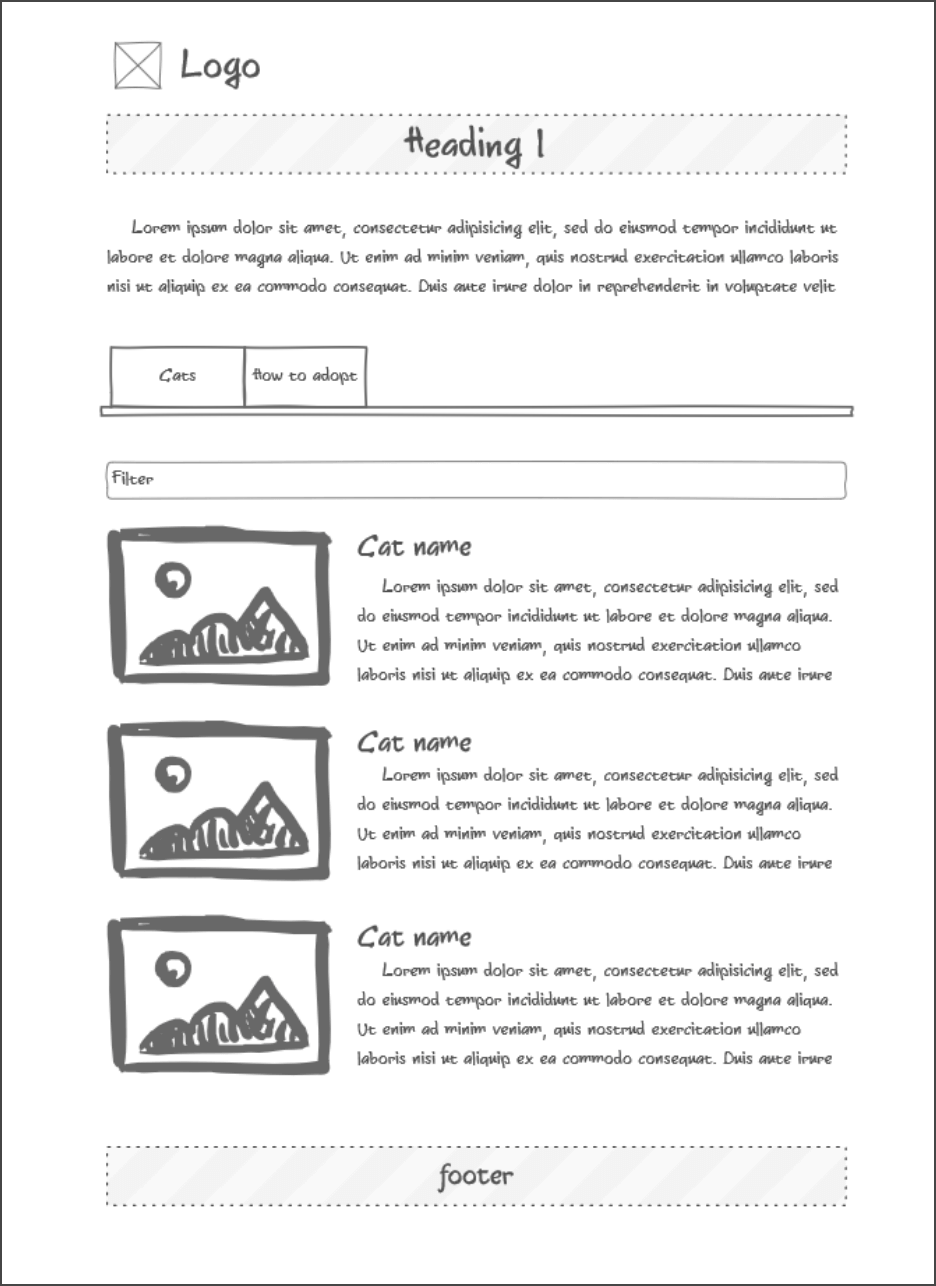 Logo
Heading 1
Lorem ipsum dolor sit amet, consectetur adipisicing elit, sed do eiusmod tempor incididunt ut
labore et dolore magna aliqua. Ut enim ad minim veniam, quis nostrud exercitation ullamco laboris
nisi ut aliquip ex ea commodo consequat. Duis aute irure dolor in reprehenderit in voluptate velit
Cats
How to adopt
Filter
Cat name
Lorem ipsum dolor sit amet, consectetur adipisicing elit, sed
do eiusmod tempor incididunt ut labore et dolore magna aliqua.
Ut enim ad minim veniam, quis nostrud exercitation ullamco
laboris nisi ut aliquip ex ea commodo consequat. Duis aute irure
Cat name
Lorem ipsum dolor sit amet, consectetur adipisicing elit, sed
do eiusmod tempor incididunt ut labore et dolore magna aliqua.
Ut enim ad minim veniam, quis nostrud exercitation ullamco
laboris nisi ut aliquip ex ea commodo consequat. Duis aute irure
Cat name
Lorem ipsum dolor sit amet, consectetur adipisicing elit, sed
do eiusmod tempor incididunt ut labore et dolore magna aliqua.
Ut enim ad minim veniam, quis nostrud exercitation ullamco
laboris nisi ut aliquip ex ea commodo consequat. Duis aute irure
footer